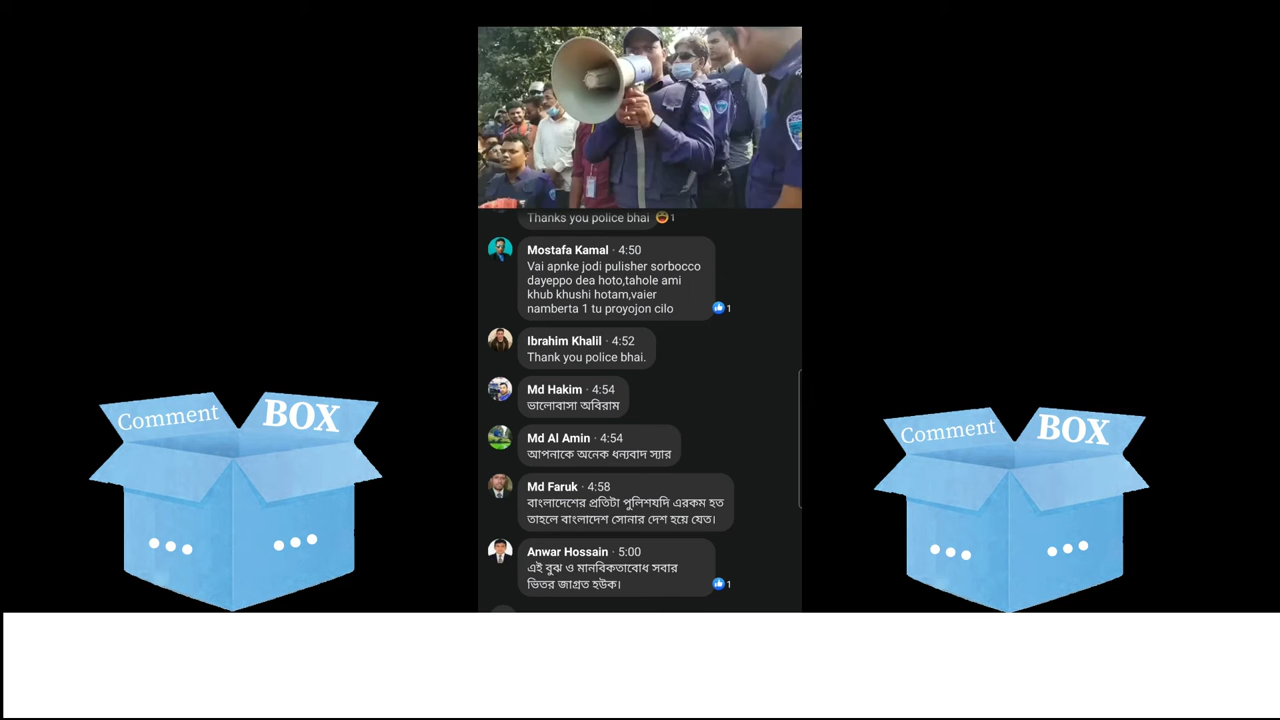 Thanks you police bhai 1
Mostafa Kamal · 4:50
Vai apnke jodi pulisher sorbocco
dayeppo dea hoto,tahole ami
khub khushi hotam,vaier
namberta 1 tu proyojon cilo
1
Ibrahim Khalil · 4:52
Thank you police bhai.
Md Hakim · 4:54
ভালোবাসা অবিরাম
Md Al Amin · 4:54
আপনাকে অনেক ধন্যবাদ স্যার
Md Faruk · 4:58
বাংলাদেশের প্রতিটা পুলিশযদি এরকম হত
তাহলে বাংলাদেশ সোনার দেশ হয়ে যেত।
Anwar Hossain · 5:00
এই বুঝ ও মানবিকতাবোধ সবার
ভিতর জাগ্রত হউক।
1
Comment BOX
Comment BOX